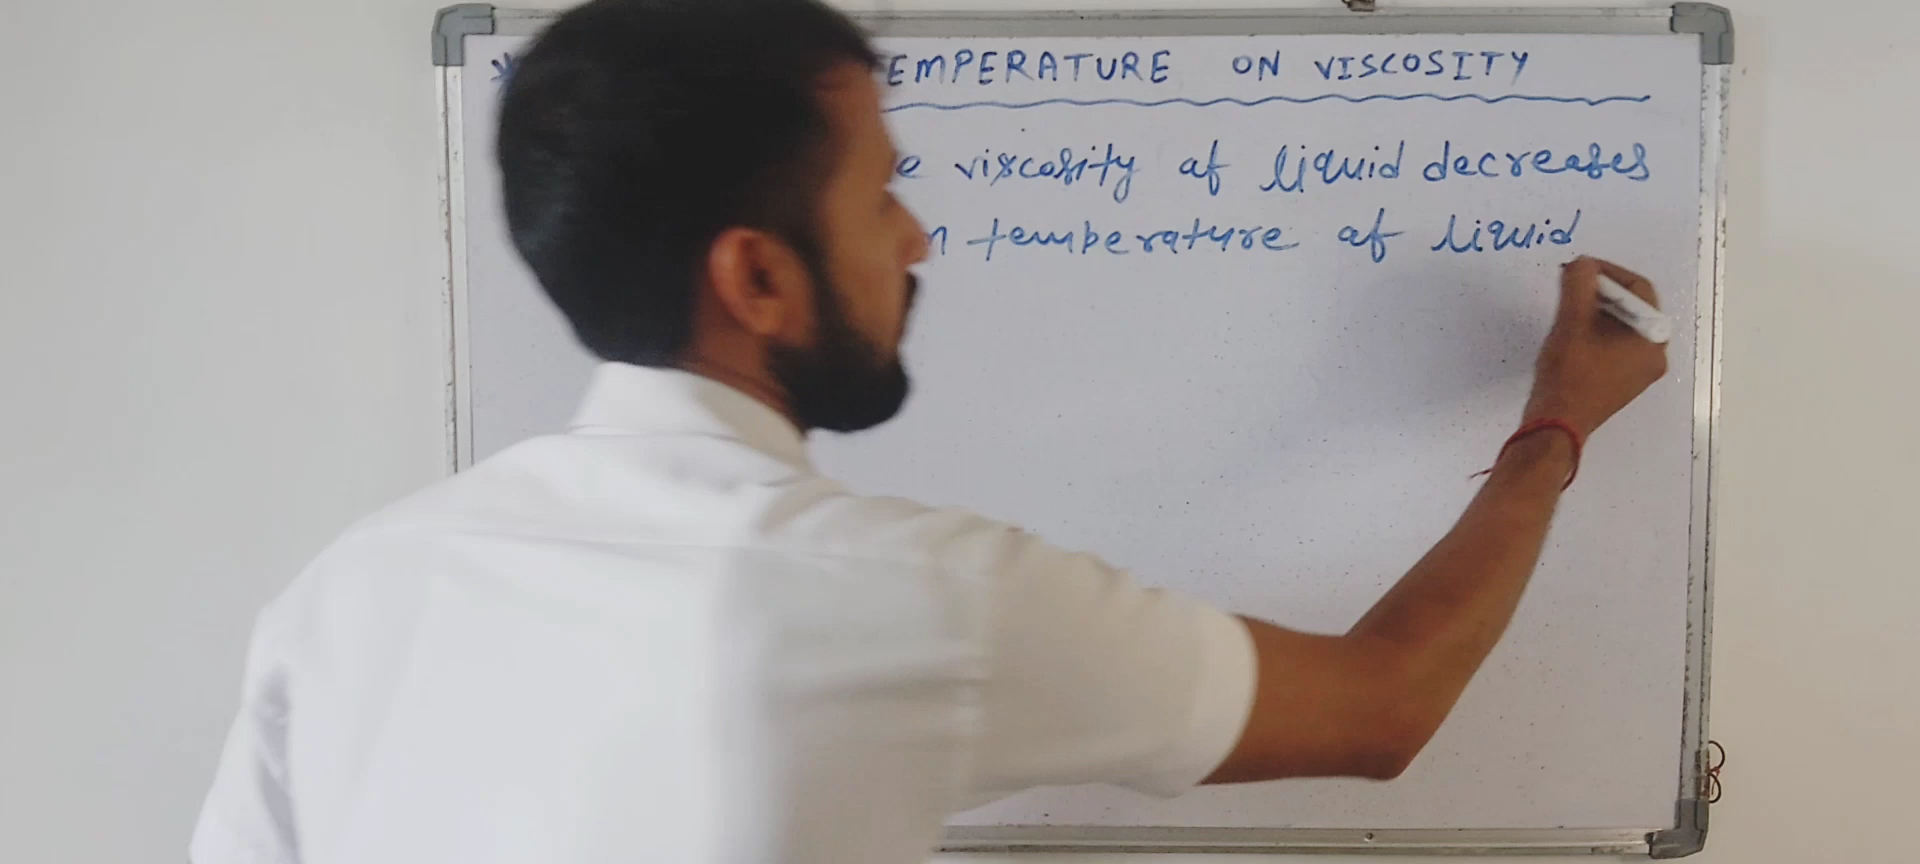 EMPERATURE ON VISCOSITY
e viscosity of liquid decreases
n temperature of liquid